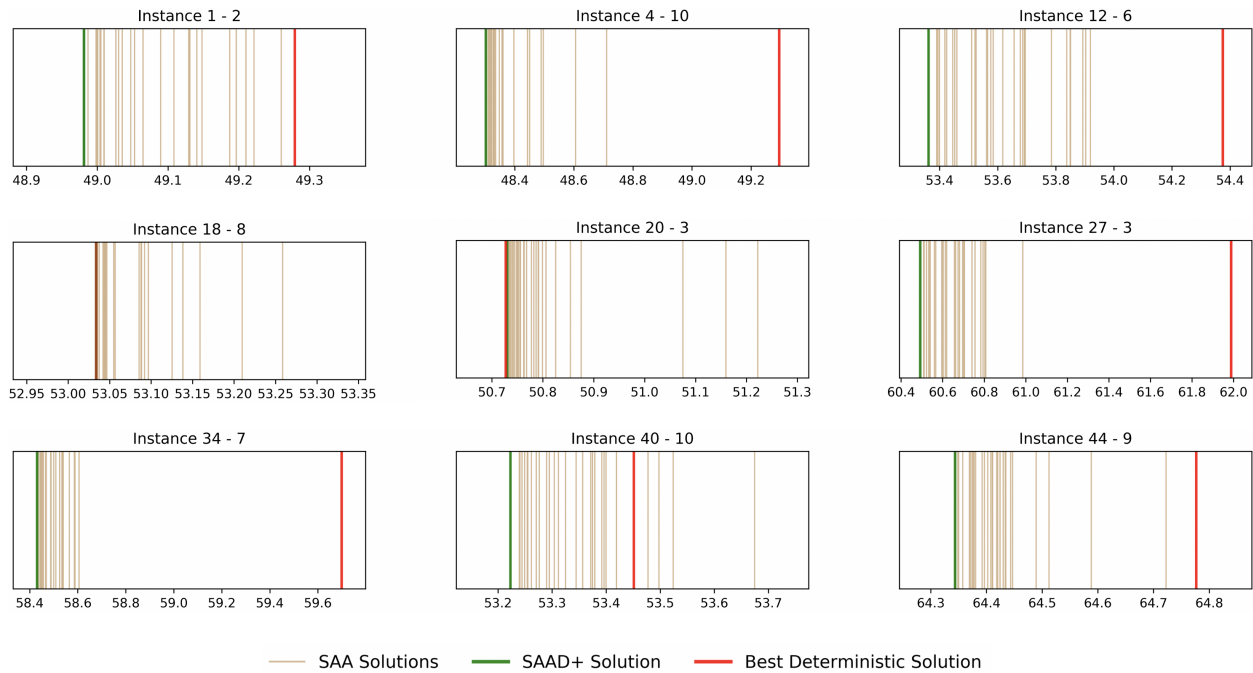 Instance 1 - 2
48.9 49.0 49.1 49.2 49.3
Instance 4 - 10
48.4 48.6 48.8 49.0 49.2
Instance 12 - 6
53.4 53.6 53.8 54.0 54.2 54.4
Instance 18 - 8
52.95 53.00 53.05 53.10 53.15 53.20 53.25 53.30 53.35
Instance 20 - 3
50.7 50.8 50.9 51.0 51.1 51.2 51.3
Instance 27 - 3
60.4 60.6 60.8 61.0 61.2 61.4 61.6 61.8 62.0
Instance 34 - 7
58.4 58.6 58.8 59.0 59.2 59.4 59.6
Instance 40 - 10
53.2 53.3 53.4 53.5 53.6 53.7
Instance 44 - 9
64.3 64.4 64.5 64.6 64.7 64.8
SAA Solutions SAAD+ Solution Best Deterministic Solution